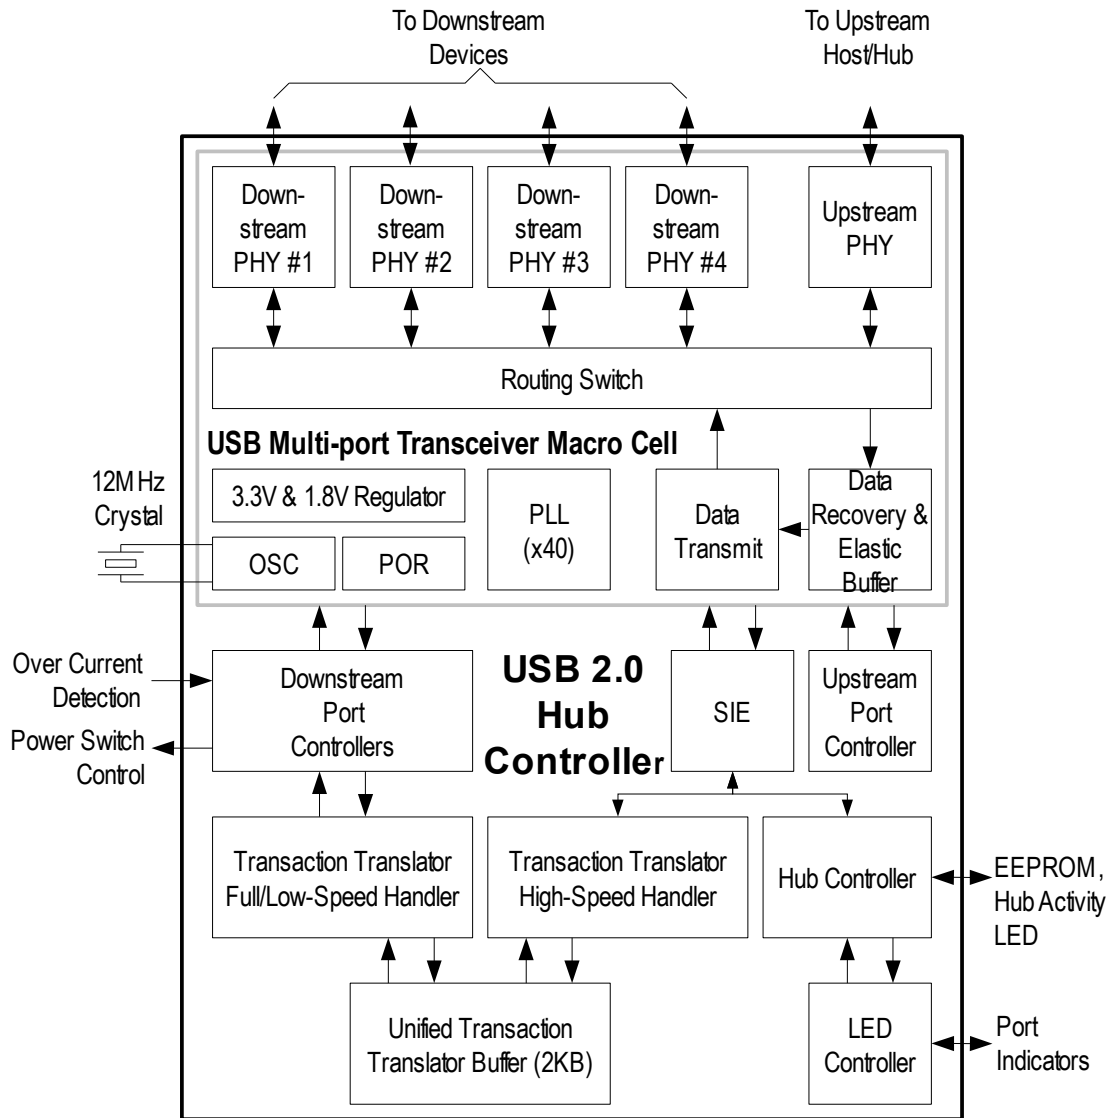 To Downstream
Devices
To Upstream
Host/Hub
Down-
stream
PHY #1
Down-
stream
PHY #2
Down-
stream
PHY #3
Down-
stream
PHY #4
Upstream
PHY
Routing Switch
USB Multi-port Transceiver Macro Cell
12MHz
Crystal
3.3V & 1.8V Regulator
OSC
POR
PLL
(x40)
Data
Transmit
Data
Recovery &
Elastic
Buffer
Over Current
Detection
Power Switch
Control
Downstream
Port
Controllers
USB 2.0
Hub
Controller
SIE
Upstream
Port
Controller
Transaction Translator
Full/Low-Speed Handler
Transaction Translator
High-Speed Handler
Hub Controller
EEPROM,
Hub Activity
LED
Unified Transaction
Translator Buffer (2KB)
LED
Controller
Port
Indicators